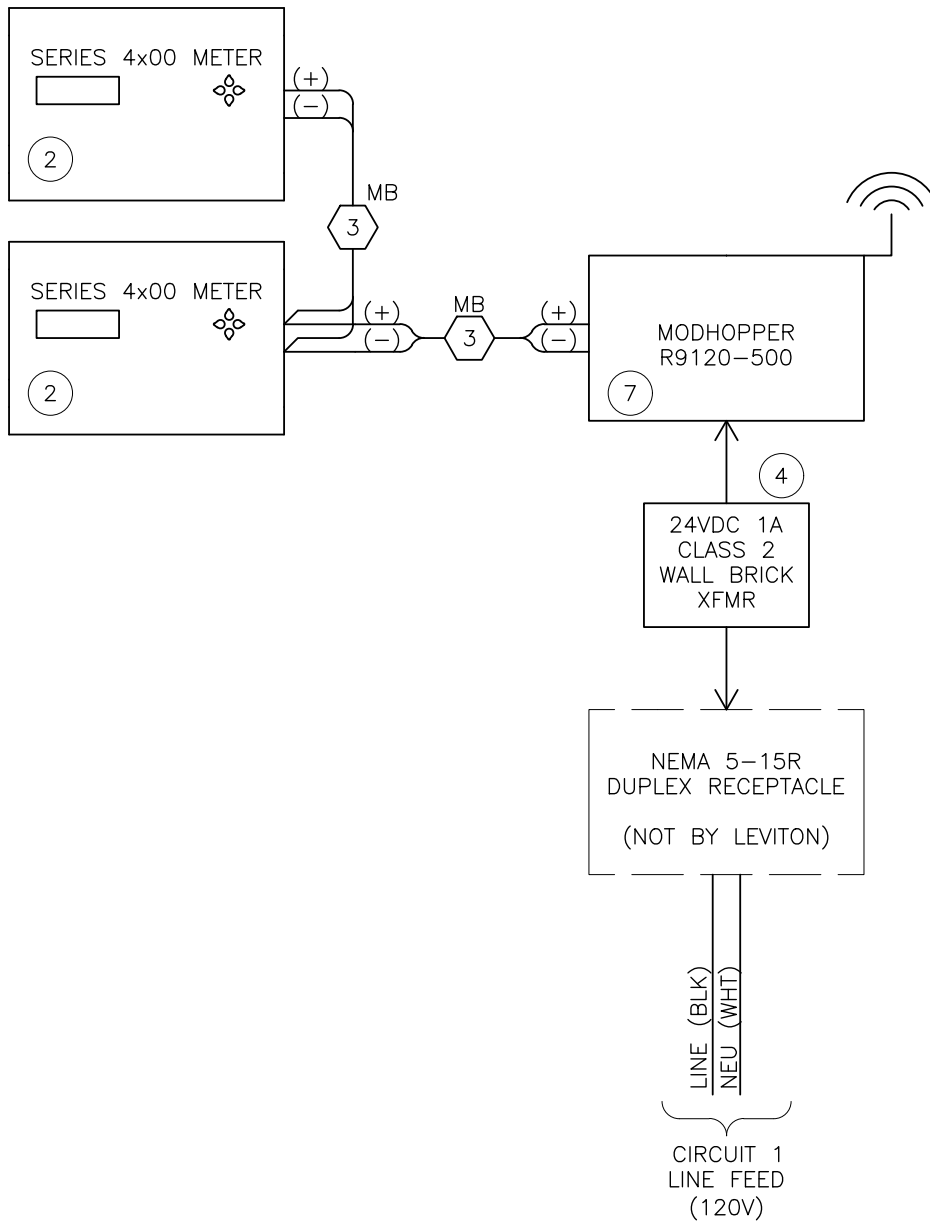 SERIES 4x00 METER
(+)
(-)
2
MB
3
SERIES 4x00 METER
(+)
(-)
2
MB
3
(+)
(-)
MODHOPPER
R9120-500
7
4
24VDC 1A
CLASS 2
WALL BRICK
XFMR
NEMA 5-15R
DUPLEX RECEPTACLE
(NOT BY LEVITON)
LINE (BLK)
NEU (WHT)
CIRCUIT 1
LINE FEED
(120V)